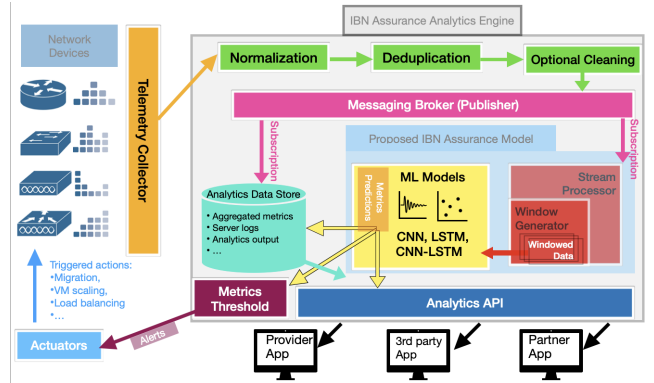 IBN Assurance Analytics Engine
Network
Devices
Telemetry
Collector
Normalization
Deduplication
Optional Cleaning
Messaging Broker (Publisher)
Subscription
Subscription
Proposed IBN Assurance Model
Analytics Data Store
• Aggregated metrics
• Server logs
• Analytics output
• ...
Metrics
Predictions
ML Models
CNN, LSTM,
CNN-LSTM
Stream
Processor
Window
Generator
Windowed
Data
Triggered actions:
•Migration,
•VM scaling,
•Load balancing
•...
Metrics
Threshold
Analytics API
Actuators
Alerts
Provider
App
3rd party
App
Partner
App